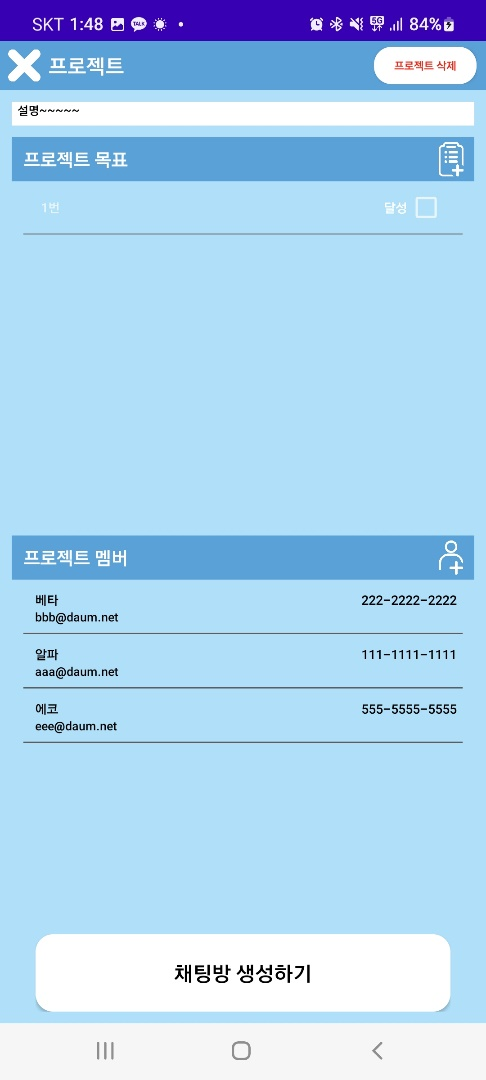 SKT 1:48 TALK 5G 84%
프로젝트 프로젝트 삭제
설명~~~~~
프로젝트 목표
1번 달성
프로젝트 멤버
베타 222-2222-2222
bbb@daum.net
알파 111-1111-1111
aaa@daum.net
에코 555-5555-5555
eee@daum.net
채팅방 생성하기